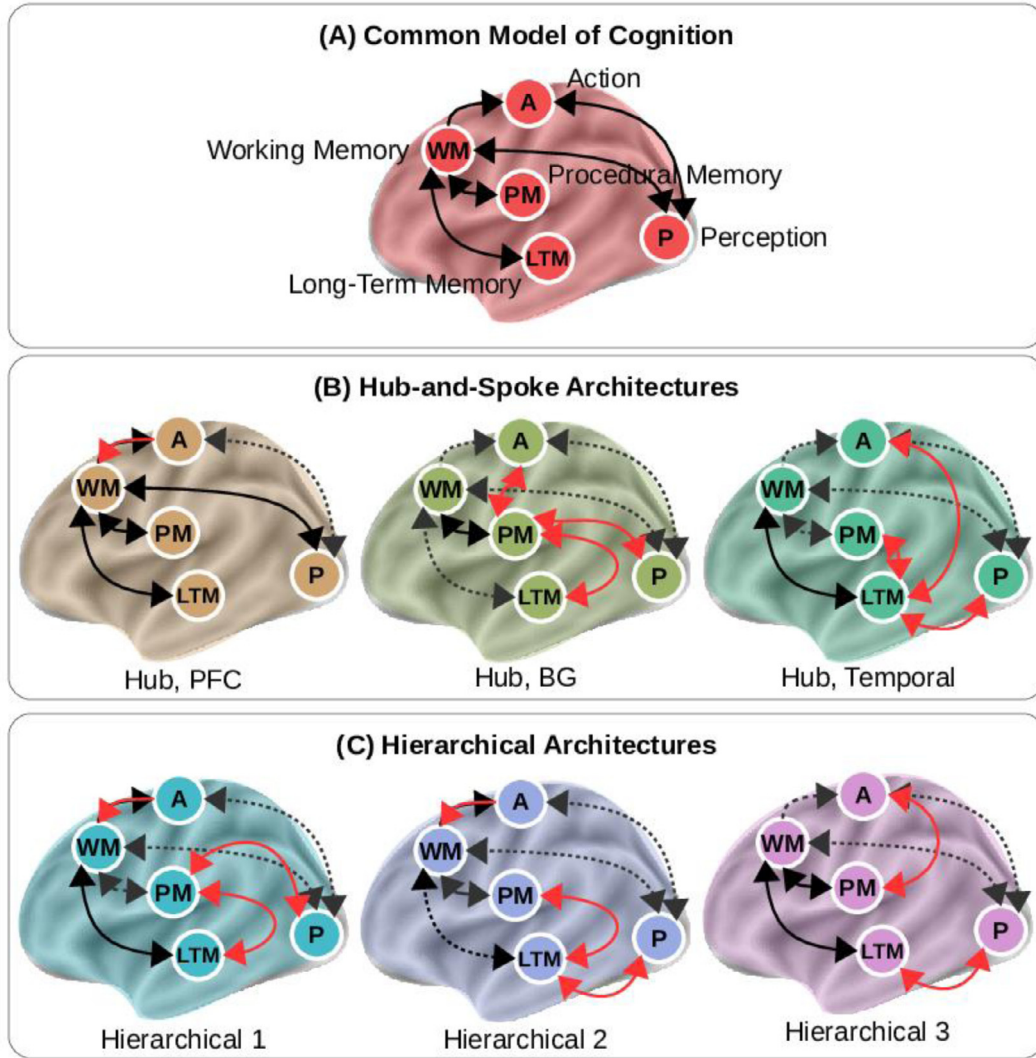 (A) Common Model of Cognition
Action
A
Working Memory
WM
Procedural Memory
PM
P
Perception
LTM
Long-Term Memory
(B) Hub-and-Spoke Architectures
A
WM
PM
P
LTM
Hub, PFC
A
WM
PM
P
LTM
Hub, BG
A
WM
PM
P
LTM
Hub, Temporal
(C) Hierarchical Architectures
A
WM
PM
P
LTM
Hierarchical 1
A
WM
PM
P
LTM
Hierarchical 2
A
WM
PM
P
LTM
Hierarchical 3